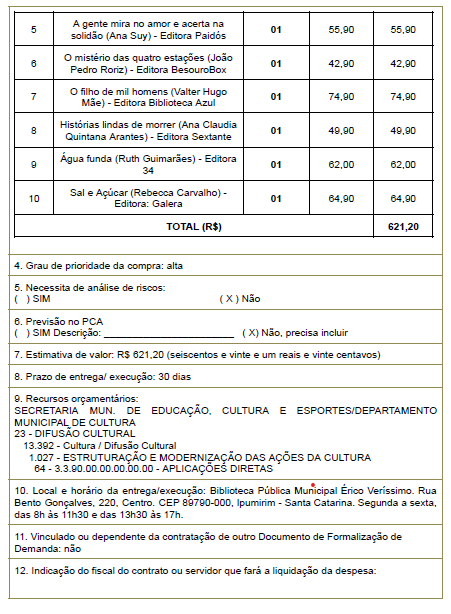 5 A gente mira no amor e acerta na solidão (Ana Suy) - Editora Paidós 01 55,90 55,90
6 O mistério das quatro estações (João Pedro Roriz) - Editora BesouroBox 01 42,90 42,90
7 O filho de mil homens (Valter Hugo Mãe) - Editora Biblioteca Azul 01 74,90 74,90
8 Histórias lindas de morrer (Ana Claudia Quintana Arantes) - Editora Sextante 01 49,90 49,90
9 Água funda (Ruth Guimarães) - Editora 34 01 62,00 62,00
10 Sal e Açúcar (Rebecca Carvalho) - Editora: Galera 01 64,90 64,90
TOTAL (R$) 621,20
4. Grau de prioridade da compra: alta
5. Necessita de análise de riscos:
( ) SIM ( X ) Não
6. Previsão no PCA
( ) SIM Descrição: ________________________ ( X) Não, precisa incluir
7. Estimativa de valor: R$ 621,20 (seiscentos e vinte e um reais e vinte centavos)
8. Prazo de entrega/ execução: 30 dias
9. Recursos orçamentários:
SECRETARIA MUN. DE EDUCAÇÃO, CULTURA E ESPORTES/DEPARTAMENTO
MUNICIPAL DE CULTURA
23 - DIFUSÃO CULTURAL
13.392 - Cultura / Difusão Cultural
1.027 - ESTRUTURAÇÃO E MODERNIZAÇÃO DAS AÇÕES DA CULTURA
64 - 3.3.90.00.00.00.00.00 - APLICAÇÕES DIRETAS
10. Local e horário da entrega/execução: Biblioteca Pública Municipal Érico Veríssimo. Rua
Bento Gonçalves, 220, Centro. CEP 89790-000, Ipumirim - Santa Catarina. Segunda a sexta,
das 8h às 11h30 e das 13h30 às 17h.
11. Vinculado ou dependente da contratação de outro Documento de Formalização de
Demanda: não
12. Indicação do fiscal do contrato ou servidor que fará a liquidação da despesa: